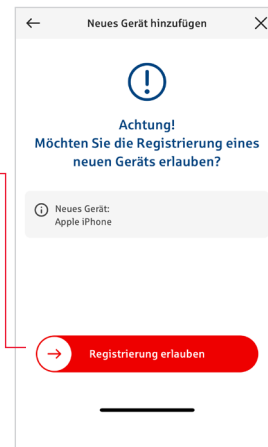 Neues Gerät hinzufügen
Achtung!
Möchten Sie die Registrierung eines
neuen Geräts erlauben?
Neues Gerät:
Apple iPhone
Registrierung erlauben